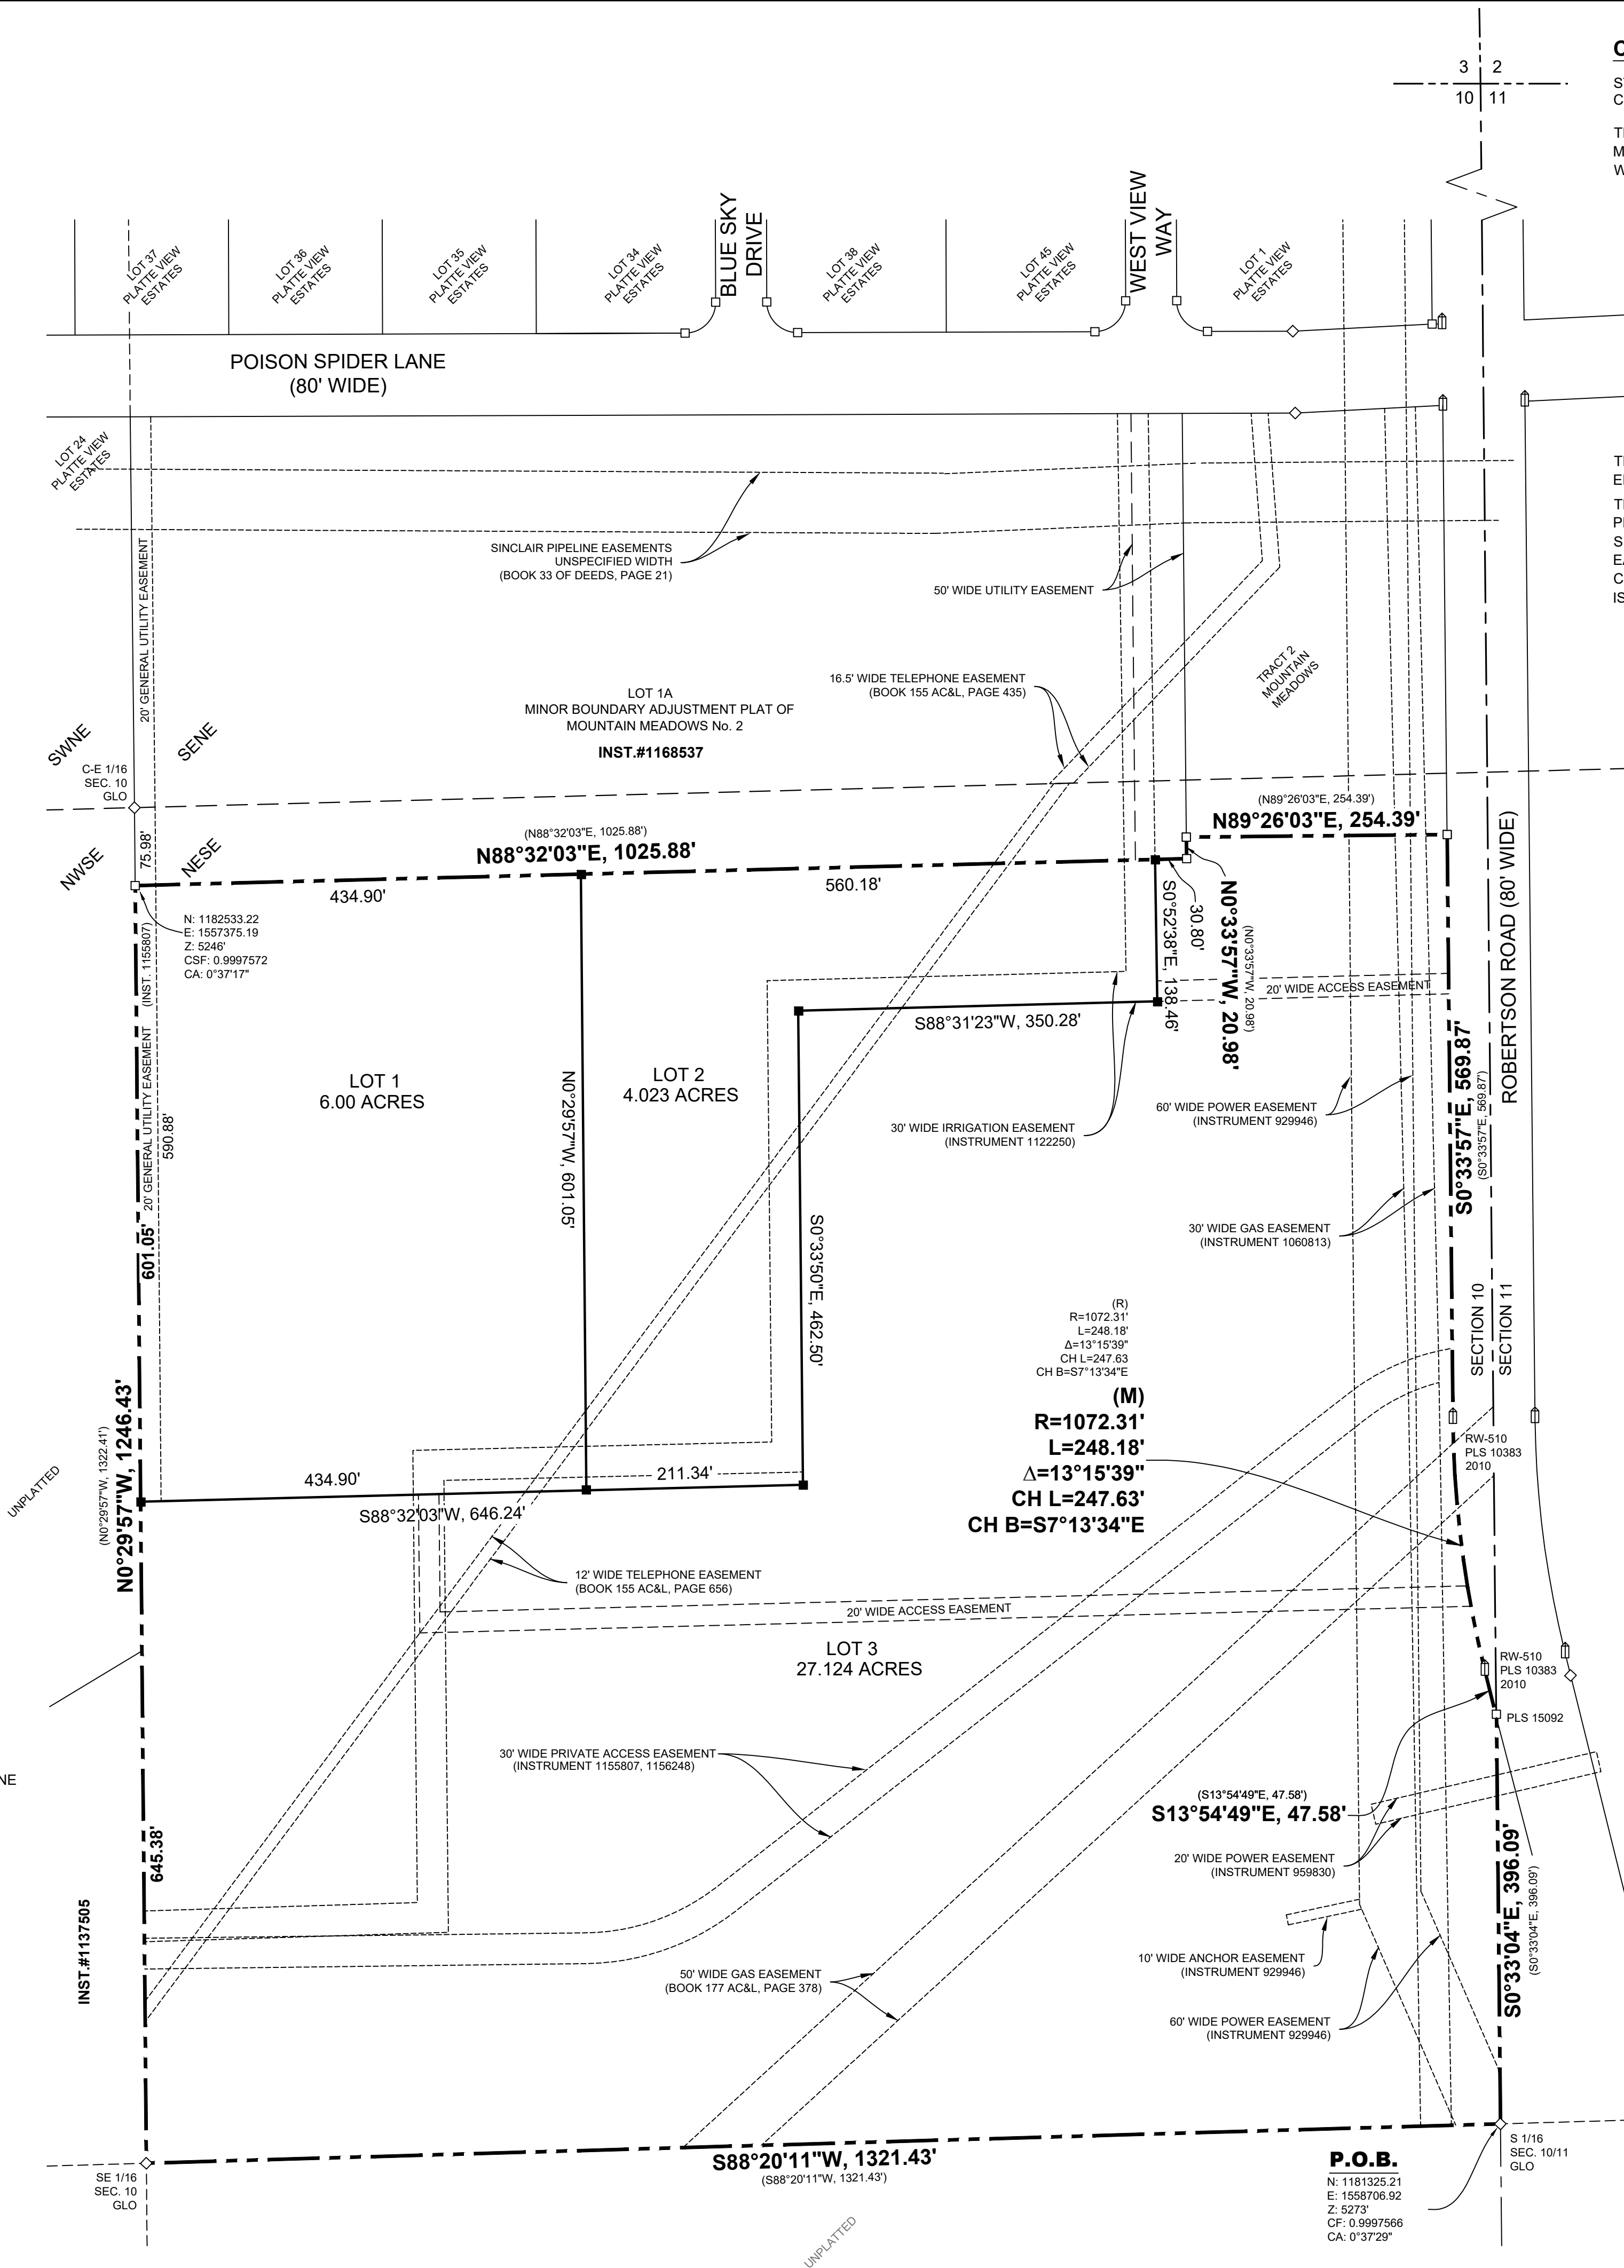 3 2
10 11
LOT 37
PLATTE VIEW
ESTATES
LOT 36
PLATTE VIEW
ESTATES
LOT 35
PLATTE VIEW
ESTATES
LOT 34
PLATTE VIEW
ESTATES
BLUE SKY
DRIVE
LOT 38
PLATTE VIEW
ESTATES
LOT 45
PLATTE VIEW
ESTATES
WEST VIEW
WAY
LOT 1
PLATTE VIEW
ESTATES
POISON SPIDER LANE
(80' WIDE)
LOT 24
PLATTE VIEW
ESTATES
20' GENERAL UTILITY EASEMENT
SINCLAIR PIPELINE EASEMENTS
UNSPECIFIED WIDTH
(BOOK 33 OF DEEDS, PAGE 21)
50' WIDE UTILITY EASEMENT
16.5' WIDE TELEPHONE EASEMENT
(BOOK 155 AC&L, PAGE 435)
TRACT 2
MOUNTAIN
MEADOWS
LOT 1A
MINOR BOUNDARY ADJUSTMENT PLAT OF
MOUNTAIN MEADOWS No. 2
INST.#1168537
SWNE
SENE
C-E 1/16
SEC. 10
GLO
NWSE
NESE
75.98'
(N88°32'03"E, 1025.88')
N88°32'03"E, 1025.88'
434.90'
560.18'
(N89°26'03"E, 254.39')
N89°26'03"E, 254.39'
N: 1182533.22
E: 1557375.19
Z: 5246'
CSF: 0.9997572
CA: 0°37'17"
S0°52'38"E, 138.46'
30.80'
N0°33'57"W, 20.98'
(N0°33'57"W, 20.98')
20' WIDE ACCESS EASEMENT
ROBERTSON ROAD (80' WIDE)
S88°31'23"W, 350.28'
20' GENERAL UTILITY EASEMENT (INST. 1155807)
590.88'
601.05'
LOT 1
6.00 ACRES
N0°29'57"W, 601.05'
LOT 2
4.023 ACRES
S0°33'50"E, 462.50'
30' WIDE IRRIGATION EASEMENT
(INSTRUMENT 1122250)
60' WIDE POWER EASEMENT
(INSTRUMENT 929946)
S0°33'57"E, 569.87'
(S0°33'57"E, 569.87')
30' WIDE GAS EASEMENT
(INSTRUMENT 1060813)
SECTION 10
SECTION 11
(R)
R=1072.31'
L=248.18'
Δ=13°15'39"
CH L=247.63
CH B=S7°13'34"E
(M)
R=1072.31'
L=248.18'
Δ=13°15'39"
CH L=247.63'
CH B=S7°13'34"E
RW-510
PLS 10383
2010
UNPLATTED
(N0°29'57"W, 1322.41')
N0°29'57"W, 1246.43'
434.90'
211.34'
S88°32'03"W, 646.24'
12' WIDE TELEPHONE EASEMENT
(BOOK 155 AC&L, PAGE 656)
20' WIDE ACCESS EASEMENT
LOT 3
27.124 ACRES
RW-510
PLS 10383
2010
PLS 15092
30' WIDE PRIVATE ACCESS EASEMENT
(INSTRUMENT 1155807, 1156248)
NE
(S13°54'49"E, 47.58')
S13°54'49"E, 47.58'
645.38'
20' WIDE POWER EASEMENT
(INSTRUMENT 959830)
S0°33'04"E, 396.09'
(S0°33'04"E, 396.09')
INST.#1137505
10' WIDE ANCHOR EASEMENT
(INSTRUMENT 929946)
50' WIDE GAS EASEMENT
(BOOK 177 AC&L, PAGE 378)
60' WIDE POWER EASEMENT
(INSTRUMENT 929946)
S88°20'11"W, 1321.43'
(S88°20'11"W, 1321.43')
SE 1/16
SEC. 10
GLO
P.O.B.
N: 1181325.21
E: 1558706.92
Z: 5273'
CF: 0.9997566
CA: 0°37'29"
S 1/16
SEC. 10/11
GLO
UNPLATTED